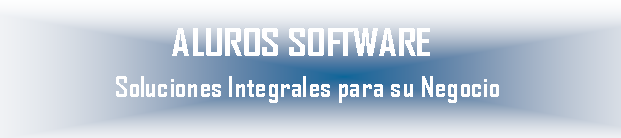 ALUROS SOFTWARE
Soluciones Integrales para su Negocio